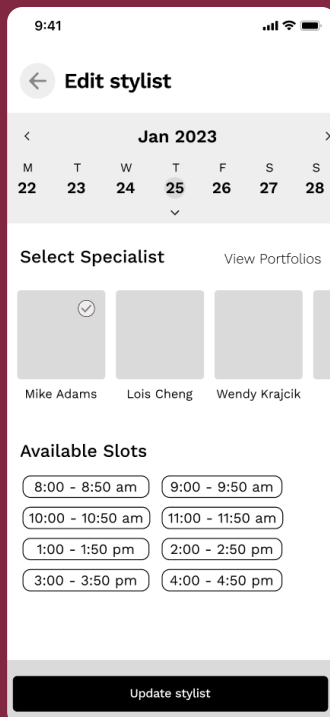 9:41
Edit stylist
Jan 2023
M T W T F S S
22 23 24 25 26 27 28
Select Specialist View Portfolios
Mike Adams Lois Cheng Wendy Krajcik
Available Slots
8:00 - 8:50 am 9:00 - 9:50 am
10:00 - 10:50 am 11:00 - 11:50 am
1:00 - 1:50 pm 2:00 - 2:50 pm
3:00 - 3:50 pm 4:00 - 4:50 pm
Update stylist